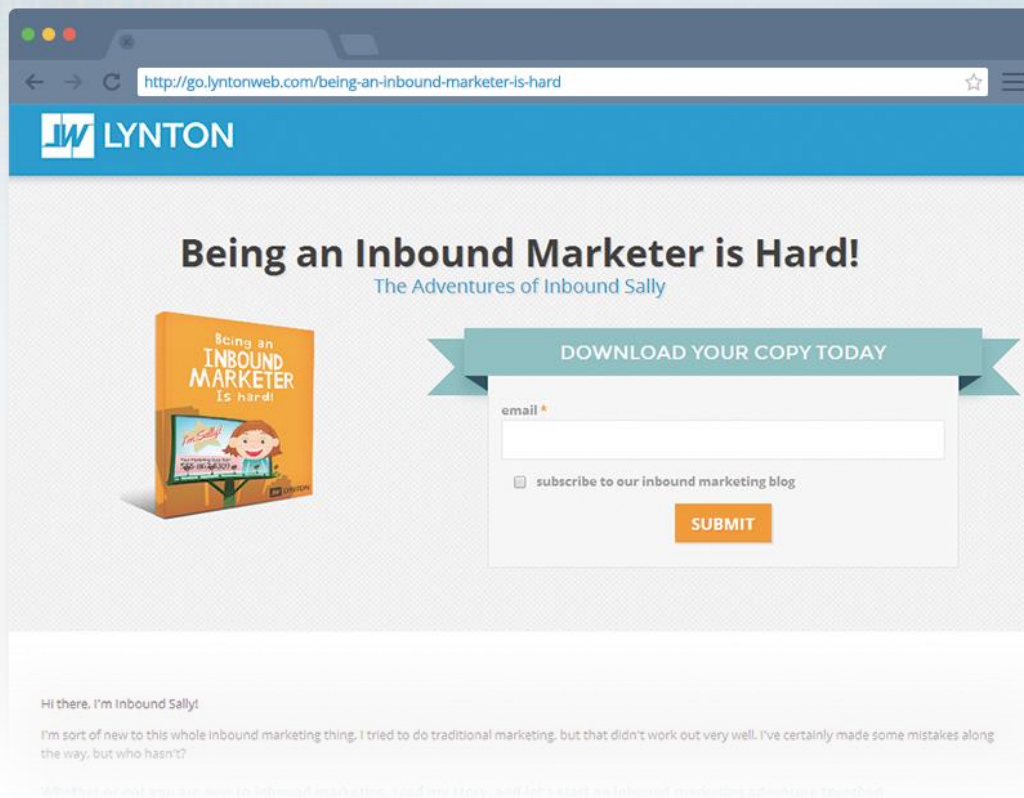 http://go.lyntonweb.com/being-an-inbound-marketer-is-hard
LW LYNTON
Being an Inbound Marketer is Hard!
The Adventures of Inbound Sally
Being an
INBOUND
MARKETER
Is hard!
I'm Sally!
LYNTON
DOWNLOAD YOUR COPY TODAY
email *
subscribe to our inbound marketing blog
SUBMIT
Hi there, I'm Inbound Sally!
I'm sort of new to this whole inbound marketing thing. I tried to do traditional marketing, but that didn't work out very well. I've certainly made some mistakes along
the way, but who hasn't?